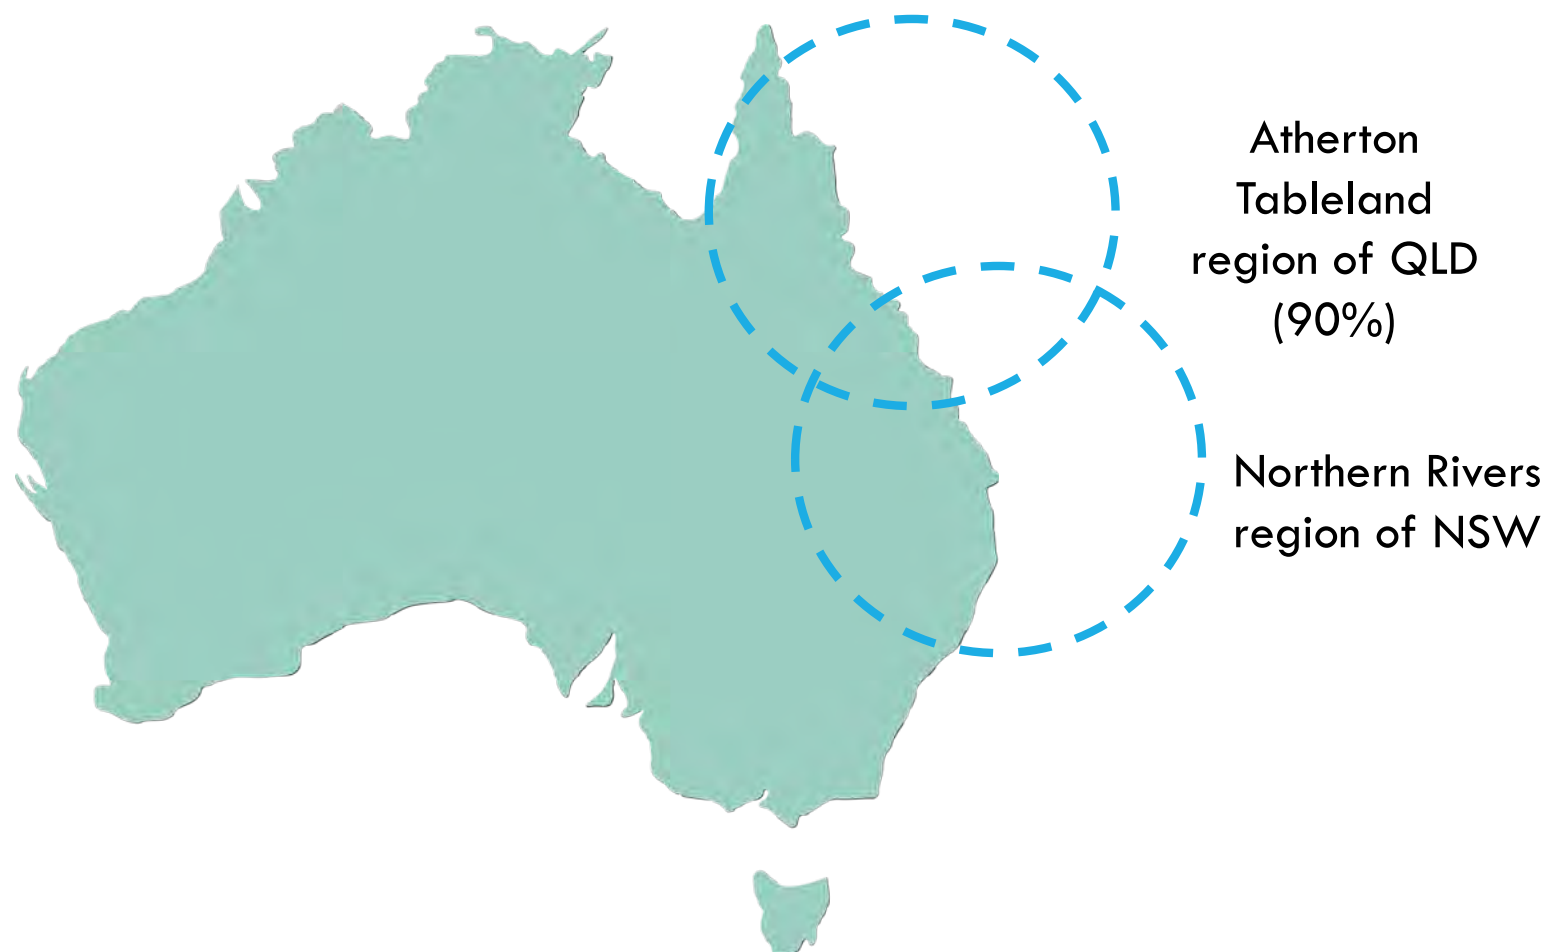 Atherton
Tableland
region of QLD
(90%)
Northern Rivers
region of NSW